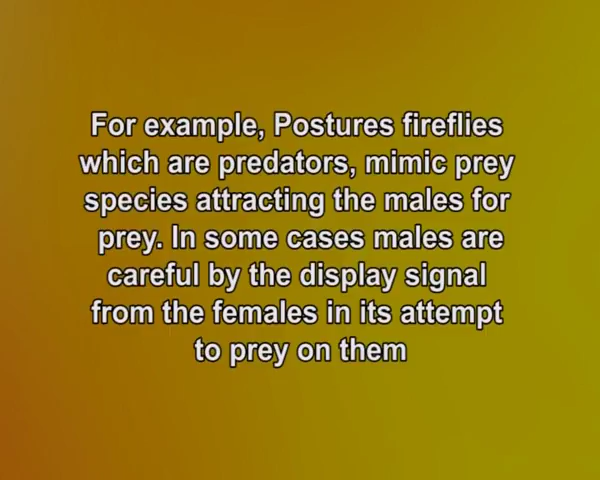 For example, Postures fireflies
which are predators, mimic prey
species attracting the males for
prey. In some cases males are
careful by the display signal
from the females in its attempt
to prey on them